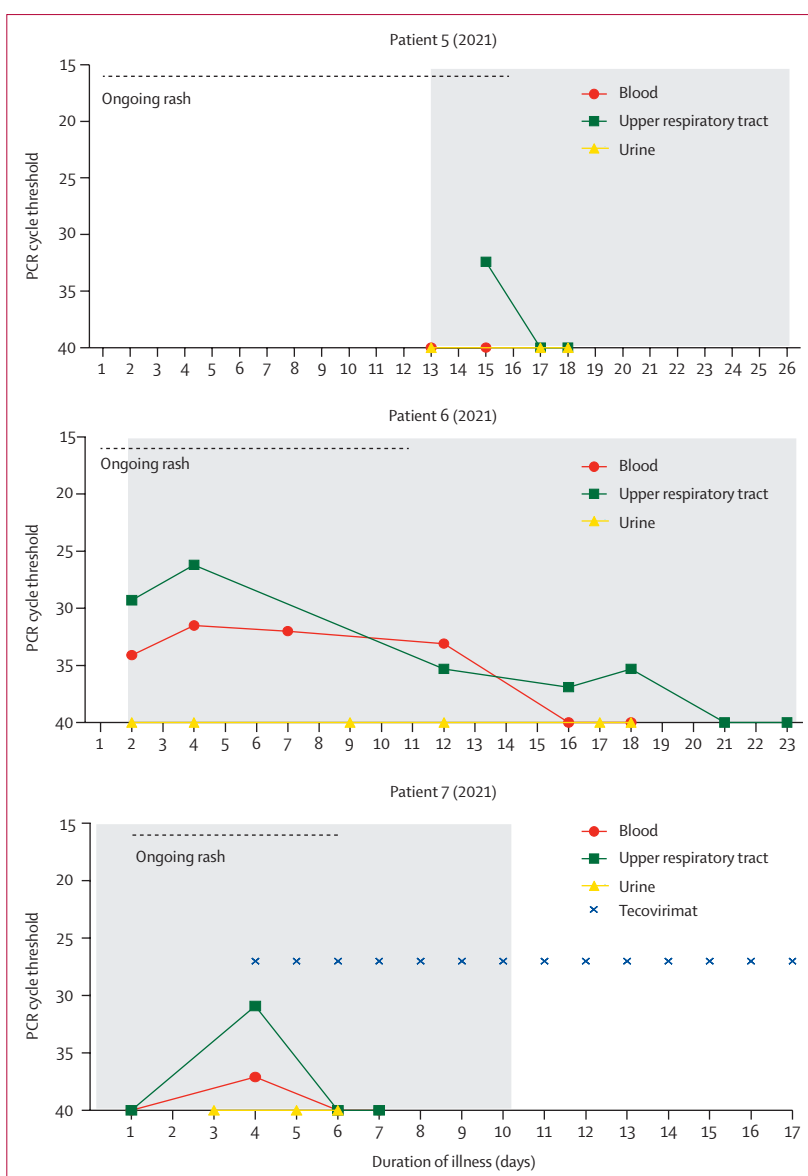 Patient 5 (2021)
15
20
25
30
35
40
PCR cycle threshold
Ongoing rash
Blood
Upper respiratory tract
Urine
1 2 3 4 5 6 7 8 9 10 11 12 13 14 15 16 17 18 19 20 21 22 23 24 25 26
Patient 6 (2021)
15
20
25
30
35
40
PCR cycle threshold
Ongoing rash
Blood
Upper respiratory tract
Urine
1 2 3 4 5 6 7 8 9 10 11 12 13 14 15 16 17 18 19 20 21 22 23
Patient 7 (2021)
15
20
25
30
35
40
PCR cycle threshold
Ongoing rash
Blood
Upper respiratory tract
Urine
Tecovirimat
1 2 3 4 5 6 7 8 9 10 11 12 13 14 15 16 17
Duration of illness (days)